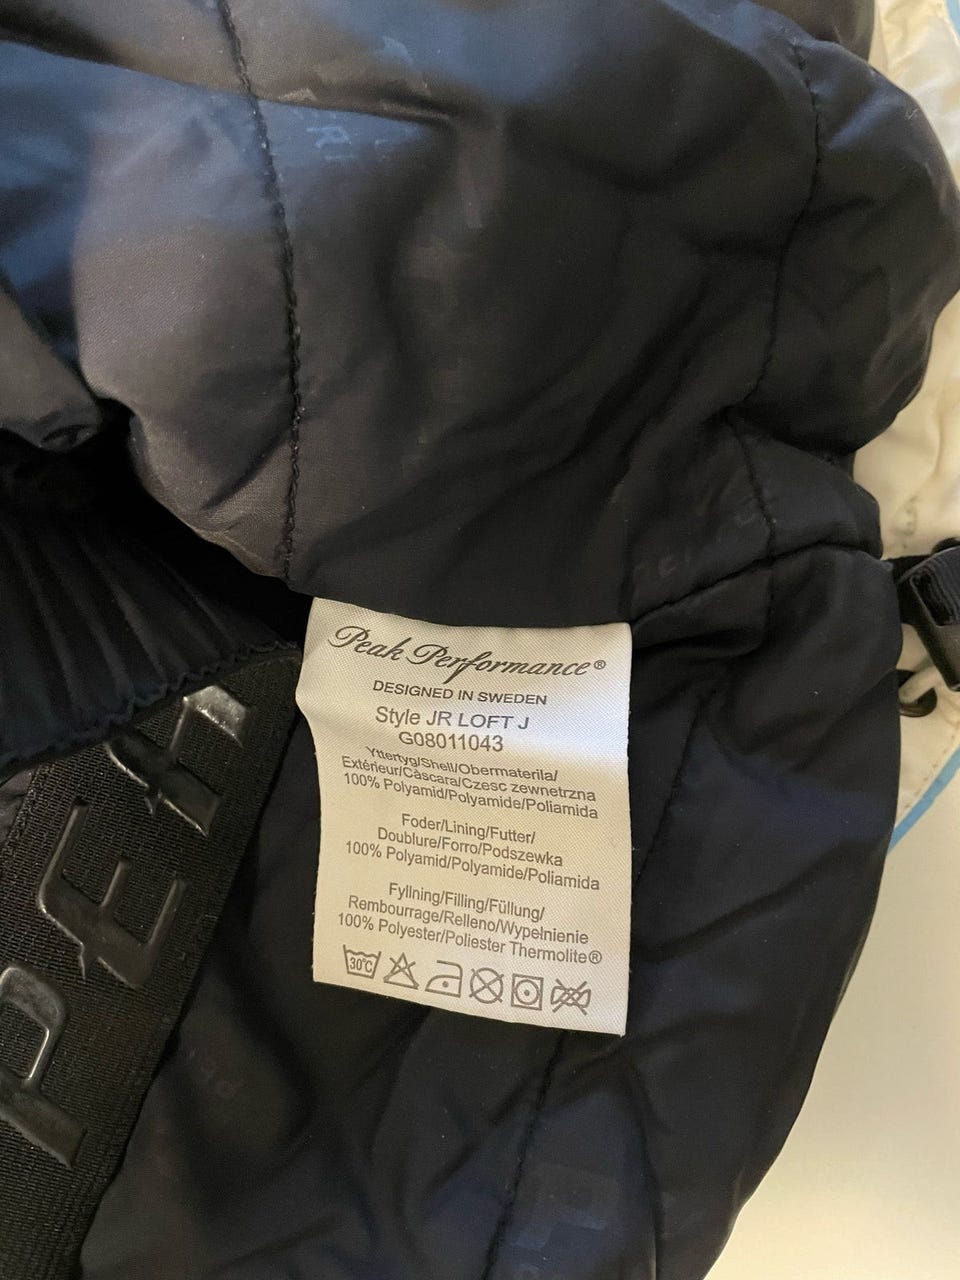 Peak Performance®
DESIGNED IN SWEDEN
Style JR LOFT J
G08011043
Yttertyg/Shell/Obermaterila/
Extérieur/Càscara/Czesc zewnetrzna
100% Polyamid/Polyamide/Poliamida
Foder/Lining/Futter/
Doublure/Forro/Podszewka
100% Polyamid/Polyamide/Poliamida
Fyllning/Filling/Füllung/
Rembourrage/Relleno/Wypełnienie
100% Polyester/Poliester Thermolite®
30°C
PEA